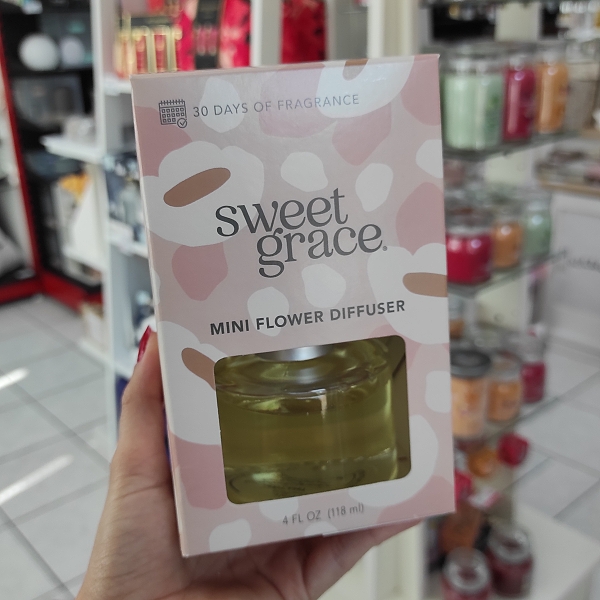 30 DAYS OF FRAGRANCE
sweet
grace.
MINI FLOWER DIFFUSER
4 FL OZ (118 ml)